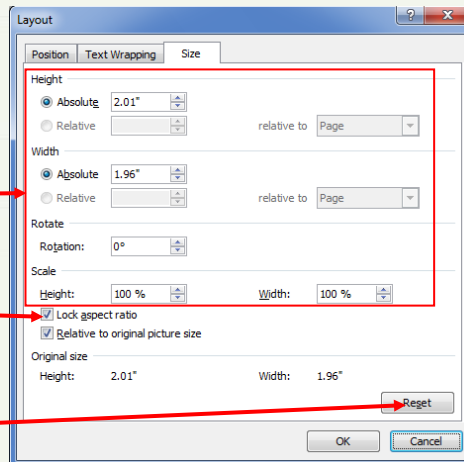 Layout
Position Text Wrapping Size
Height
Absolute 2.01"
Relative relative to Page
Width
Absolute 1.96"
Relative relative to Page
Rotate
Rotation: 0°
Scale
Height: 100 % Width: 100 %
Lock aspect ratio
Relative to original picture size
Original size
Height: 2.01" Width: 1.96"
Reset
OK Cancel